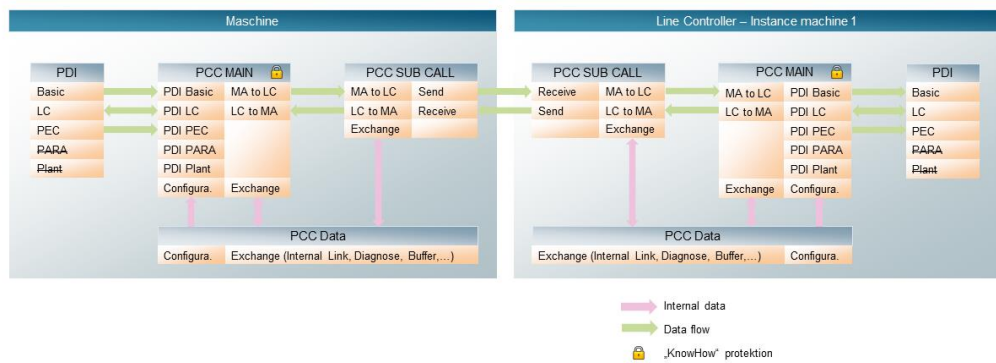 Maschine
PDI
Basic
LC
PEC
PARA
Plant
PCC MAIN
PDI Basic
MA to LC
PDI LC
LC to MA
PDI PEC
PDI PARA
PDI Plant
Configura.
Exchange
PCC SUB CALL
MA to LC
Send
LC to MA
Receive
Exchange
PCC Data
Configura.
Exchange (Internal Link, Diagnose, Buffer,...)
Line Controller – Instance machine 1
PCC SUB CALL
Receive
MA to LC
Send
LC to MA
Exchange
PCC MAIN
MA to LC
PDI Basic
LC to MA
PDI LC
PDI PEC
PDI PARA
PDI Plant
Exchange
Configura.
PDI
Basic
LC
PEC
PARA
Plant
PCC Data
Exchange (Internal Link, Diagnose, Buffer,...)
Configura.
Internal data
Data flow
„KnowHow“ protektion